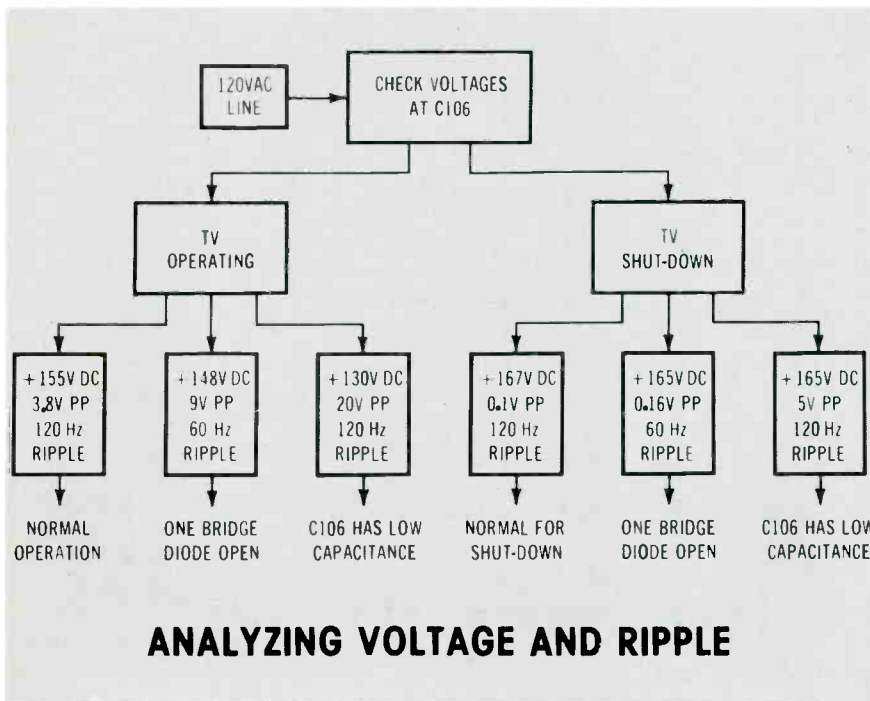 120VAC
LINE
CHECK VOLTAGES
AT C106
TV
OPERATING
TV
SHUT-DOWN
+155V DC
3.8V PP
120 Hz
RIPPLE
+148V DC
9V PP
60 Hz
RIPPLE
+130V DC
20V PP
120 Hz
RIPPLE
+167V DC
0.1V PP
120 Hz
RIPPLE
+165V DC
0.16V PP
60 Hz
RIPPLE
+165V DC
5V PP
120 Hz
RIPPLE
NORMAL
OPERATION
ONE BRIDGE
DIODE OPEN
C106 HAS LOW
CAPACITANCE
NORMAL FOR
SHUT-DOWN
ONE BRIDGE
DIODE OPEN
C106 HAS LOW
CAPACITANCE
ANALYZING VOLTAGE AND RIPPLE